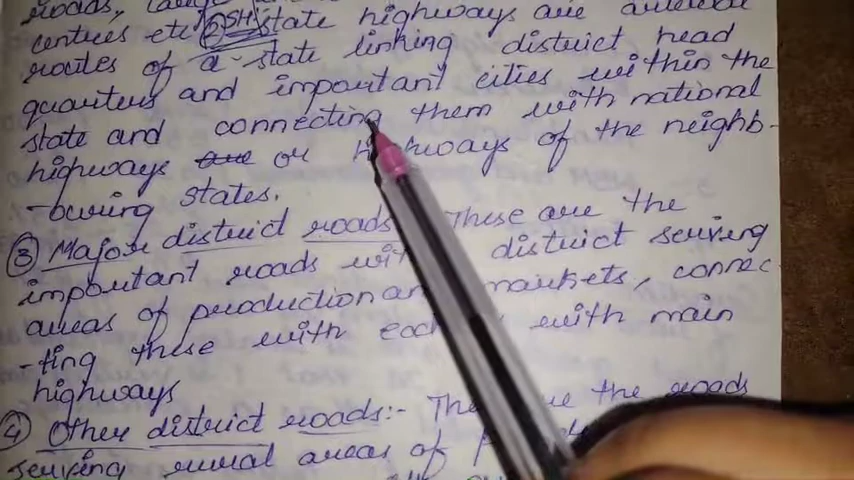 roads,
centres etc. ② SH/state highways are arterial
routes of a state linking district head
quarters and important cities within the
state and connecting them with national
highways or highways of the neighb-
-ouring states.
③ Major district roads These are the
important roads with district serving
areas of production and markets, connec
-ting these with each with main
highways
④ Other district roads:- These are the roads
serving rural areas of